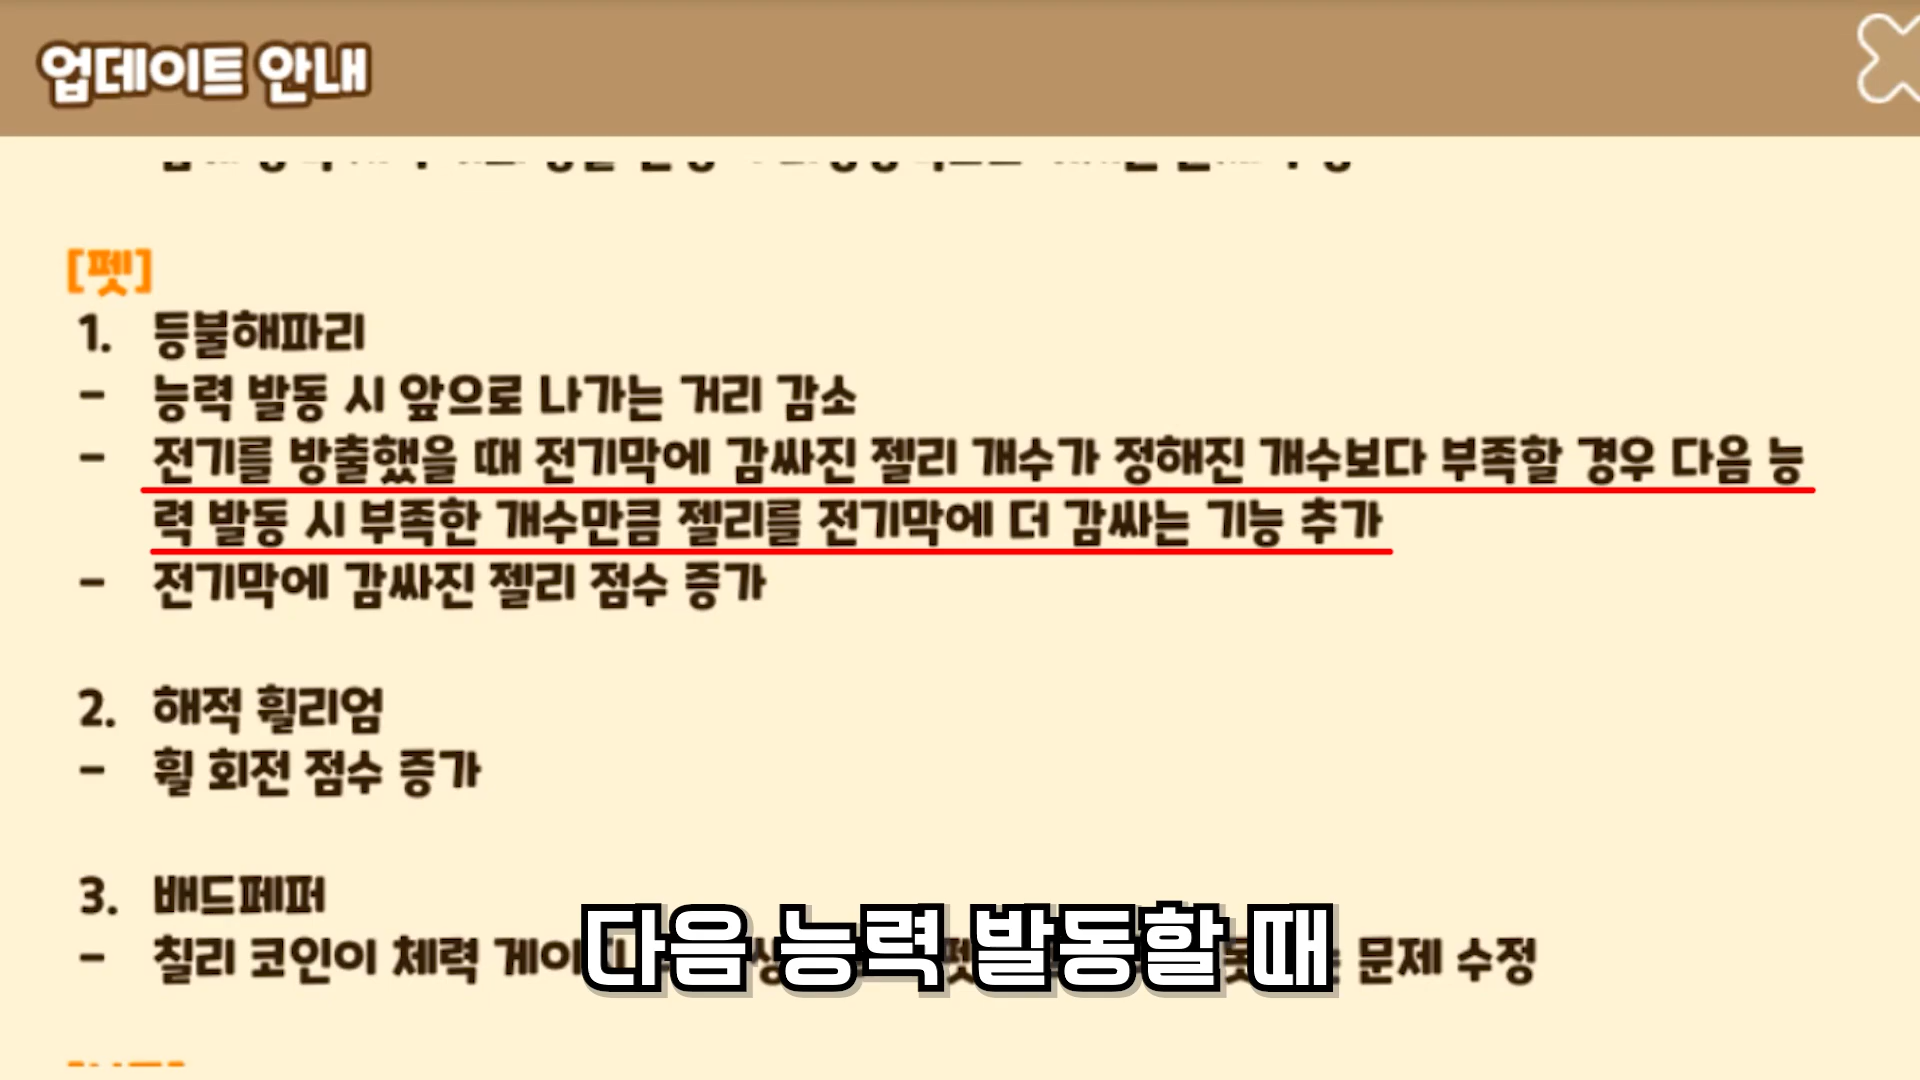 업데이트 안내
[펫]
1. 등불해파리
- 능력 발동 시 앞으로 나가는 거리 감소
- 전기를 방출했을 때 전기막에 감싸진 젤리 개수가 정해진 개수보다 부족할 경우 다음 능
력 발동 시 부족한 개수만큼 젤리를 전기막에 더 감싸는 기능 추가
- 전기막에 감싸진 젤리 점수 증가
2. 해적 휠리엄
- 휠 회전 점수 증가
3. 배드페퍼
- 칠리 코인이 체력 문제 수정
다음 능력 발동할 때